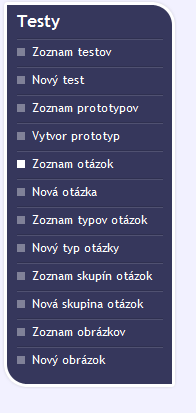 Testy
Zoznam testov
Nový test
Zoznam prototypov
Vytvor prototyp
Zoznam otázok
Nová otázka
Zoznam typov otázok
Nový typ otázky
Zoznam skupín otázok
Nová skupina otázok
Zoznam obrázkov
Nový obrázok